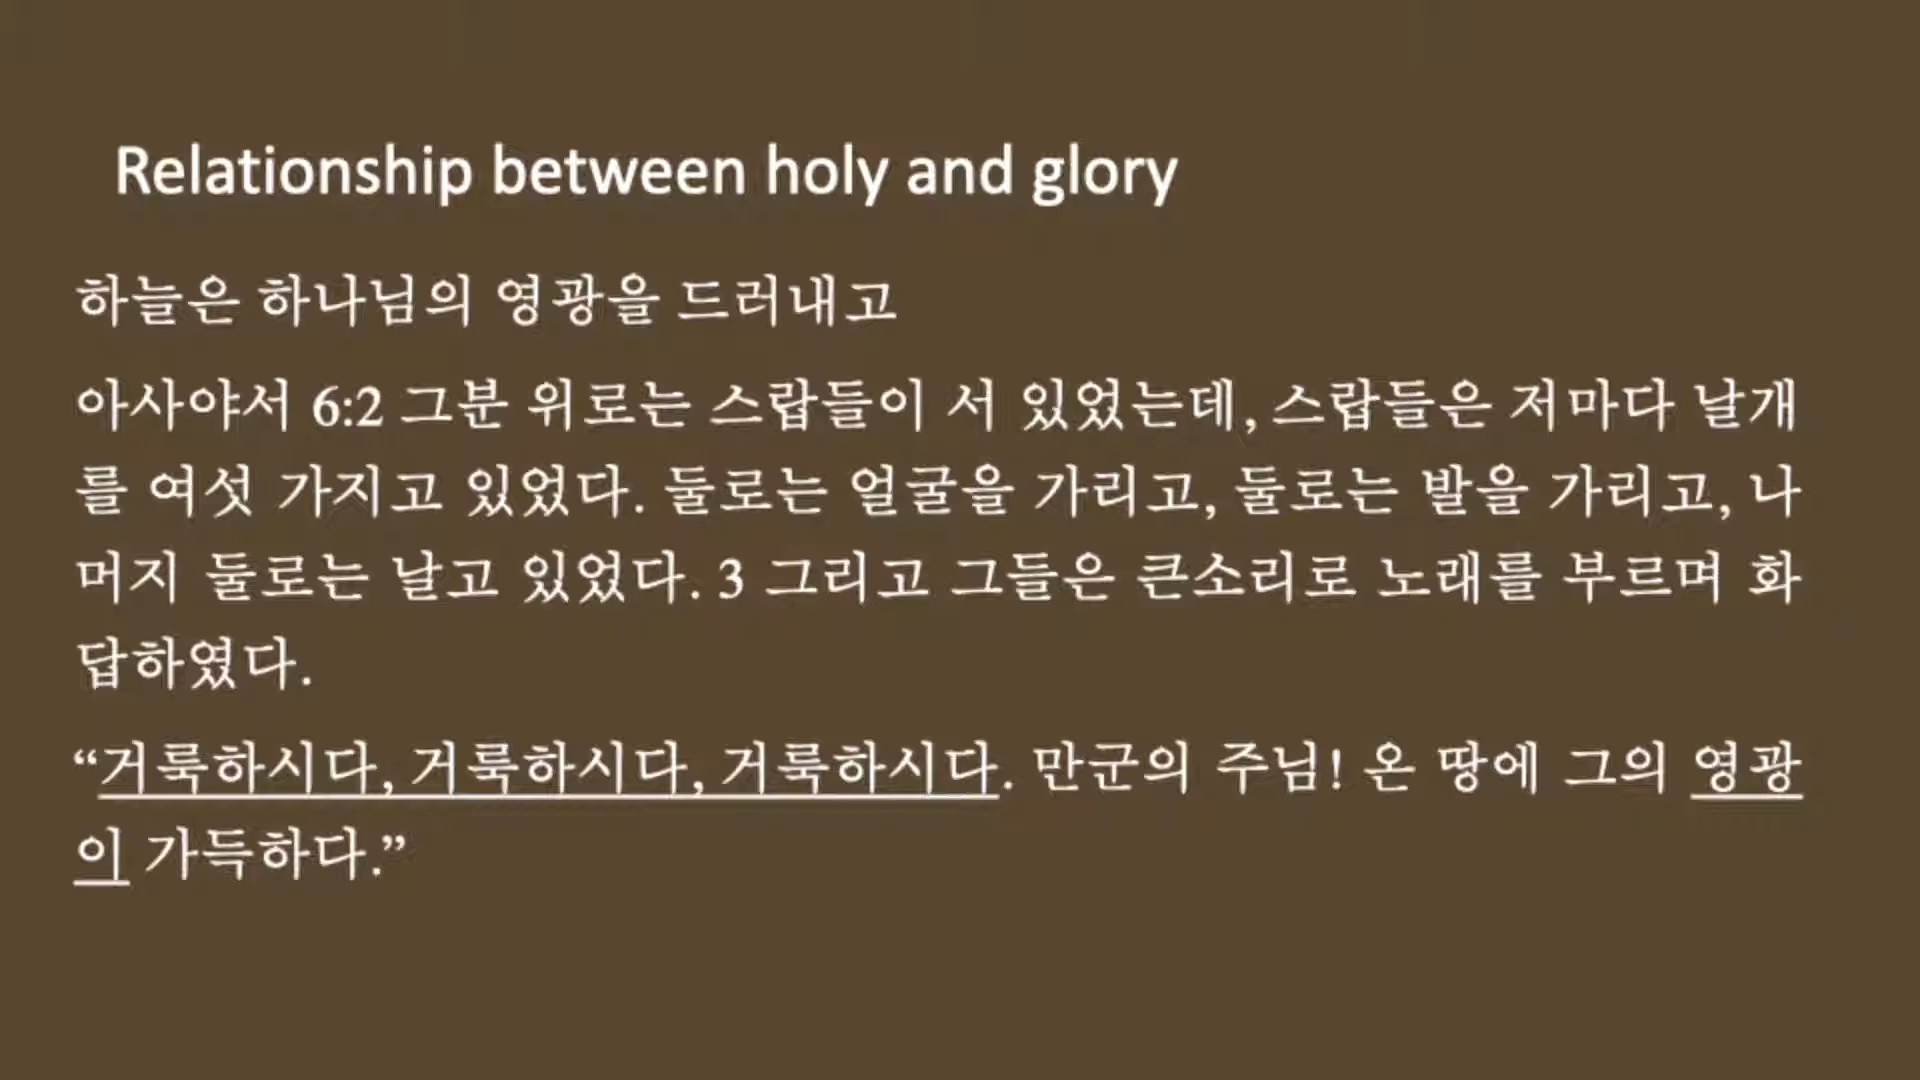 Relationship between holy and glory
하늘은 하나님의 영광을 드러내고
아사야서 6:2 그분 위로는 스랍들이 서 있었는데, 스랍들은 저마다 날개
를 여섯 가지고 있었다. 둘로는 얼굴을 가리고, 둘로는 발을 가리고, 나
머지 둘로는 날고 있었다. 3 그리고 그들은 큰소리로 노래를 부르며 화
답하였다.
“거룩하시다, 거룩하시다, 거룩하시다. 만군의 주님! 온 땅에 그의 영광
이 가득하다.”